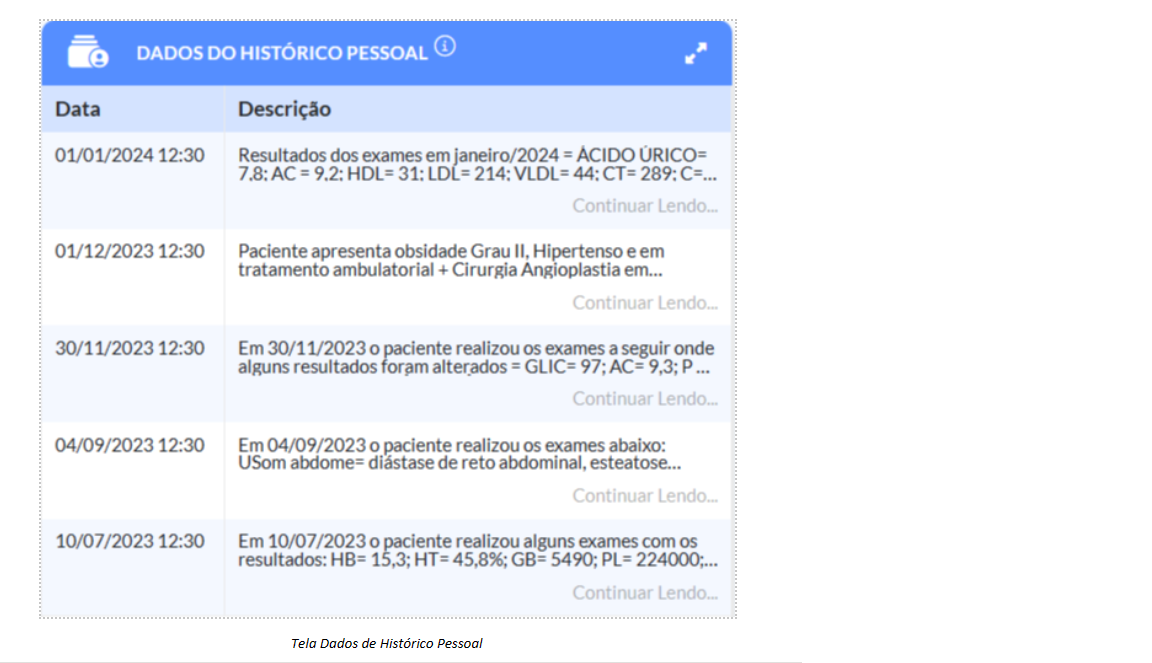 DADOS DO HISTÓRICO PESSOAL
Data Descrição
01/01/2024 12:30 Resultados dos exames em janeiro/2024 = ÁCIDO ÚRICO=
7,8; AC = 9,2; HDL= 31; LDL= 214; VLDL= 44; CT= 289; C=...
Continuar Lendo...
01/12/2023 12:30 Paciente apresenta obsidade Grau II, Hipertenso e em
tratamento ambulatorial + Cirurgia Angioplastia em...
Continuar Lendo...
30/11/2023 12:30 Em 30/11/2023 o paciente realizou os exames a seguir onde
alguns resultados foram alterados = GLIC= 97; AC= 9,3; P ...
Continuar Lendo...
04/09/2023 12:30 Em 04/09/2023 o paciente realizou os exames abaixo:
USom abdome= diástase de reto abdominal, esteatose...
Continuar Lendo...
10/07/2023 12:30 Em 10/07/2023 o paciente realizou alguns exames com os
resultados: HB= 15,3; HT= 45,8%; GB= 5490; PL= 224000;...
Continuar Lendo...
Tela Dados de Histórico Pessoal